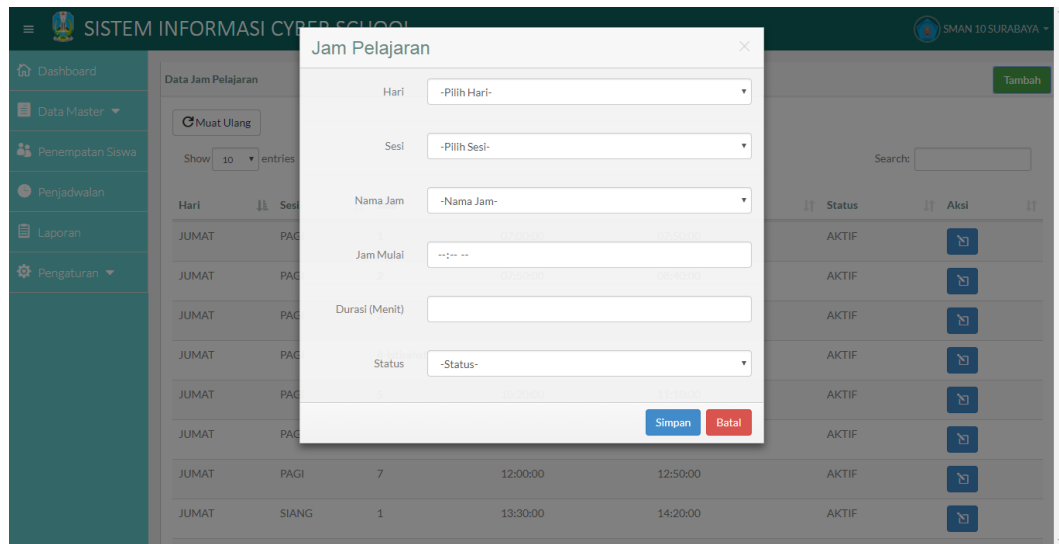 SISTEM INFORMASI CYBER SCHOOL
SMAN 10 SURABAYA
Dashboard
Data Master
Penempatan Siswa
Penjadwalan
Laporan
Pengaturan
Data Jam Pelajaran
Tambah
Muat Ulang
Show 10 entries
Search:
Hari Sesi Status Aksi
JUMAT PAGI AKTIF
JUMAT PAG AKTIF
JUMAT PAG AKTIF
JUMAT PAG AKTIF
JUMAT PAG AKTIF
JUMAT PAG AKTIF
JUMAT PAGI 7 12:00:00 12:50:00 AKTIF
JUMAT SIANG 1 13:30:00 14:20:00 AKTIF
Jam Pelajaran
×
Hari -Pilih Hari-
Sesi -Pilih Sesi-
Nama Jam -Nama Jam-
Jam Mulai --:-- --
Durasi (Menit)
Status -Status-
Simpan Batal